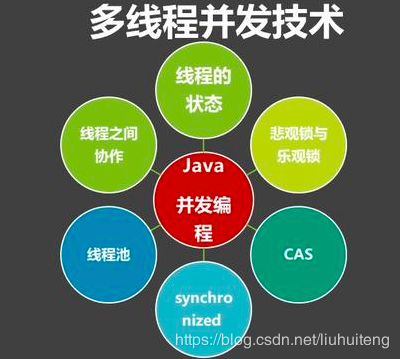 多线程并发技术
线程的
状态
线程之间
协作
悲观锁与
乐观锁
Java
并发编
程
线程池
CAS
synchro
nized
https://blog.csdn.net/liuhuiteng